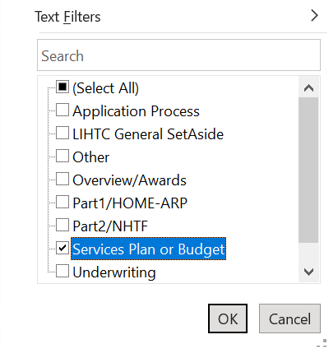 Text Filters
Search
(Select All)
Application Process
LIHTC General SetAside
Other
Overview/Awards
Part1/HOME-ARP
Part2/NHTF
Services Plan or Budget
Underwriting
OK Cancel